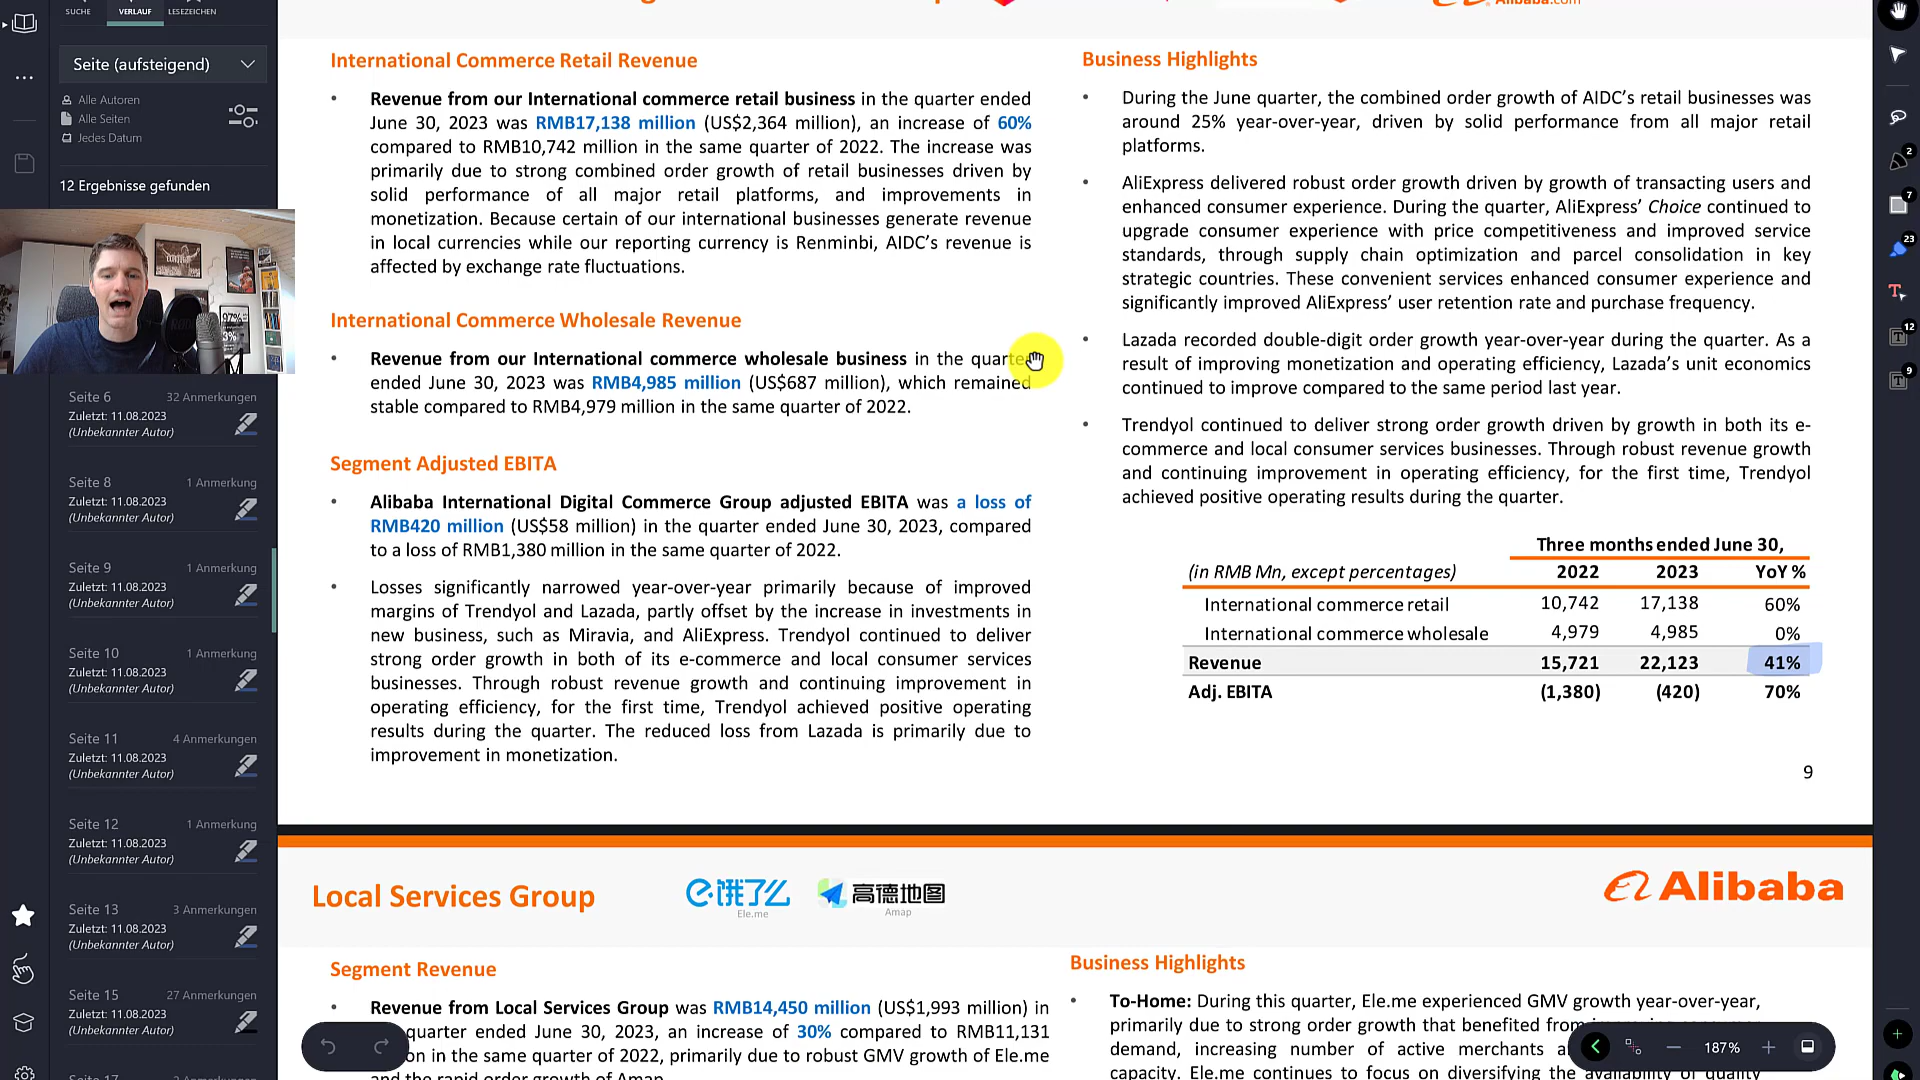 SUCHE
VERLAUF
LESEZEICHEN
Seite (aufsteigend)
Alle Autoren
Alle Seiten
Jedes Datum
12 Ergebnisse gefunden
97%
3%
Seite 6
32 Anmerkungen
Zuletzt: 11.08.2023
(Unbekannter Autor)
Seite 8
1 Anmerkung
Zuletzt: 11.08.2023
(Unbekannter Autor)
Seite 9
1 Anmerkung
Zuletzt: 11.08.2023
(Unbekannter Autor)
Seite 10
1 Anmerkung
Zuletzt: 11.08.2023
(Unbekannter Autor)
Seite 11
4 Anmerkungen
Zuletzt: 11.08.2023
(Unbekannter Autor)
Seite 12
1 Anmerkung
Zuletzt: 11.08.2023
(Unbekannter Autor)
Seite 13
3 Anmerkungen
Zuletzt: 11.08.2023
(Unbekannter Autor)
Seite 15
27 Anmerkungen
Zuletzt: 11.08.2023
(Unbekannter Autor)
Alibaba.com
International Commerce Retail Revenue
• Revenue from our International commerce retail business in the quarter ended
June 30, 2023 was RMB17,138 million (US$2,364 million), an increase of 60%
compared to RMB10,742 million in the same quarter of 2022. The increase was
primarily due to strong combined order growth of retail businesses driven by
solid performance of all major retail platforms, and improvements in
monetization. Because certain of our international businesses generate revenue
in local currencies while our reporting currency is Renminbi, AIDC's revenue is
affected by exchange rate fluctuations.
International Commerce Wholesale Revenue
• Revenue from our International commerce wholesale business in the quarter
ended June 30, 2023 was RMB4,985 million (US$687 million), which remained
stable compared to RMB4,979 million in the same quarter of 2022.
Segment Adjusted EBITA
• Alibaba International Digital Commerce Group adjusted EBITA was a loss of
RMB420 million (US$58 million) in the quarter ended June 30, 2023, compared
to a loss of RMB1,380 million in the same quarter of 2022.
• Losses significantly narrowed year-over-year primarily because of improved
margins of Trendyol and Lazada, partly offset by the increase in investments in
new business, such as Miravia, and AliExpress. Trendyol continued to deliver
strong order growth in both of its e-commerce and local consumer services
businesses. Through robust revenue growth and continuing improvement in
operating efficiency, for the first time, Trendyol achieved positive operating
results during the quarter. The reduced loss from Lazada is primarily due to
improvement in monetization.
Business Highlights
• During the June quarter, the combined order growth of AIDC's retail businesses was
around 25% year-over-year, driven by solid performance from all major retail
platforms.
• AliExpress delivered robust order growth driven by growth of transacting users and
enhanced consumer experience. During the quarter, AliExpress' Choice continued to
upgrade consumer experience with price competitiveness and improved service
standards, through supply chain optimization and parcel consolidation in key
strategic countries. These convenient services enhanced consumer experience and
significantly improved AliExpress' user retention rate and purchase frequency.
• Lazada recorded double-digit order growth year-over-year during the quarter. As a
result of improving monetization and operating efficiency, Lazada's unit economics
continued to improve compared to the same period last year.
• Trendyol continued to deliver strong order growth driven by growth in both its e-
commerce and local consumer services businesses. Through robust revenue growth
and continuing improvement in operating efficiency, for the first time, Trendyol
achieved positive operating results during the quarter.
Three months ended June 30,
(in RMB Mn, except percentages) 2022 2023 YoY %
International commerce retail 10,742 17,138 60%
International commerce wholesale 4,979 4,985 0%
Revenue 15,721 22,123 41%
Adj. EBITA (1,380) (420) 70%
9
Local Services Group
饿了么
Ele.me
高德地图
Amap
Alibaba
Segment Revenue
• Revenue from Local Services Group was RMB14,450 million (US$1,993 million) in
quarter ended June 30, 2023, an increase of 30% compared to RMB11,131
on in the same quarter of 2022, primarily due to robust GMV growth of Ele.me
and the rapid order growth of Amap.
Business Highlights
• To-Home: During this quarter, Ele.me experienced GMV growth year-over-year,
primarily due to strong order growth that benefited from
demand, increasing number of active merchants
capacity. Ele.me continues to focus on diversifying the availability of quality
187%
2
7
23
12
9